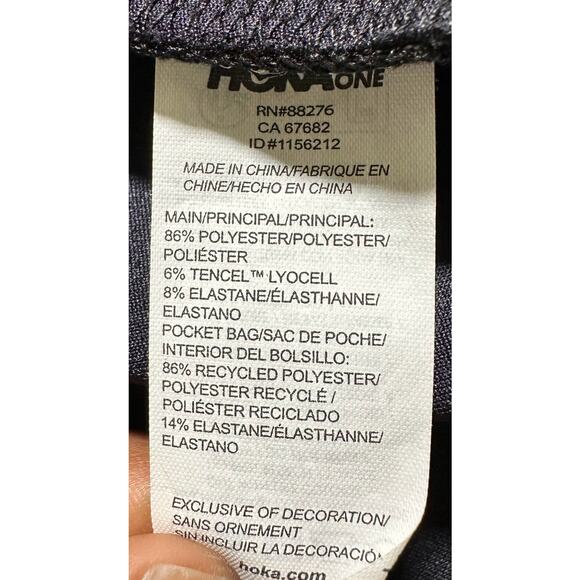 HOKA ONE
RN#88276
CA 67682
ID#1156212
MADE IN CHINA/FABRIQUE EN
CHINE/HECHO EN CHINA
MAIN/PRINCIPAL/PRINCIPAL:
86% POLYESTER/POLYESTER/
POLIÉSTER
6% TENCEL™ LYOCELL
8% ELASTANE/ÉLASTHANNE/
ELASTANO
POCKET BAG/SAC DE POCHE/
INTERIOR DEL BOLSILLO:
86% RECYCLED POLYESTER/
POLYESTER RECYCLÉ /
POLIÉSTER RECICLADO
14% ELASTANE/ÉLASTHANNE/
ELASTANO
EXCLUSIVE OF DECORATION/
SANS ORNEMENT
SIN INCLUIR LA DECORACIÓ
hoka.com